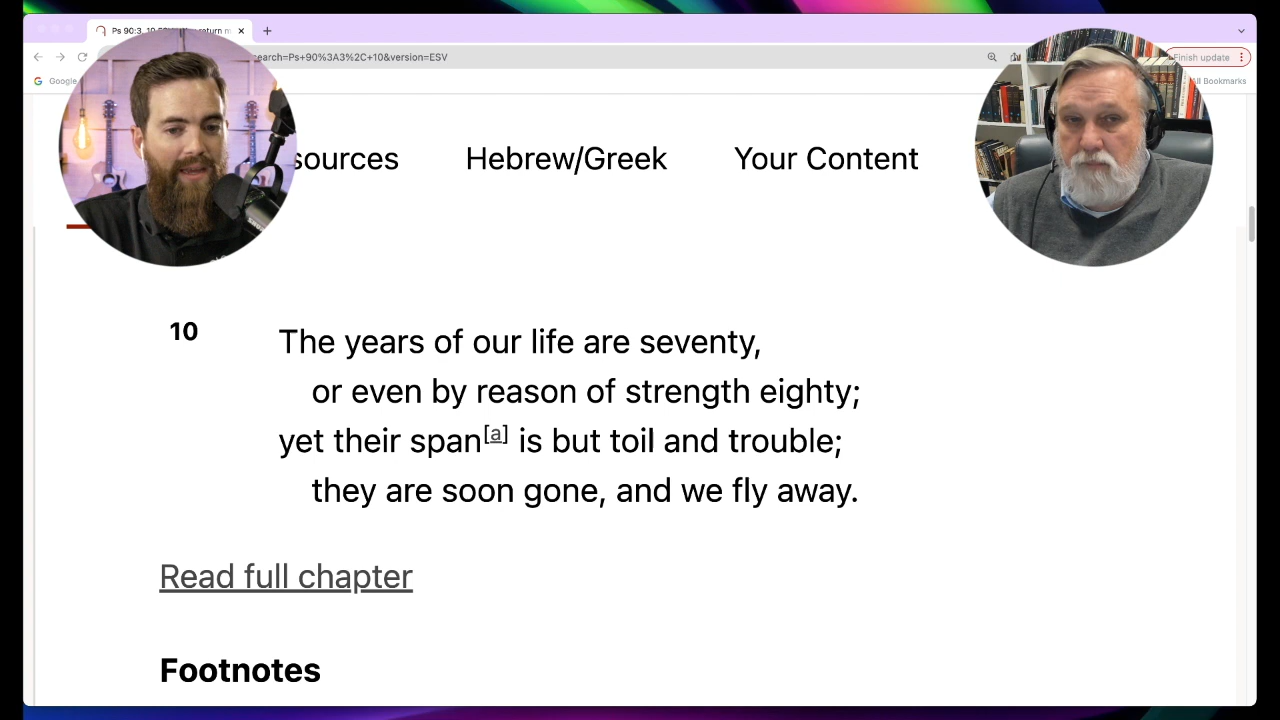 Ps 90:3, 10
return m
search=Ps+90%3A3%2C+10&version=ESV
Finish update
Google
All Bookmarks
sources Hebrew/Greek Your Content
10 The years of our life are seventy,
or even by reason of strength eighty;
yet their span[a] is but toil and trouble;
they are soon gone, and we fly away.
Read full chapter
Footnotes